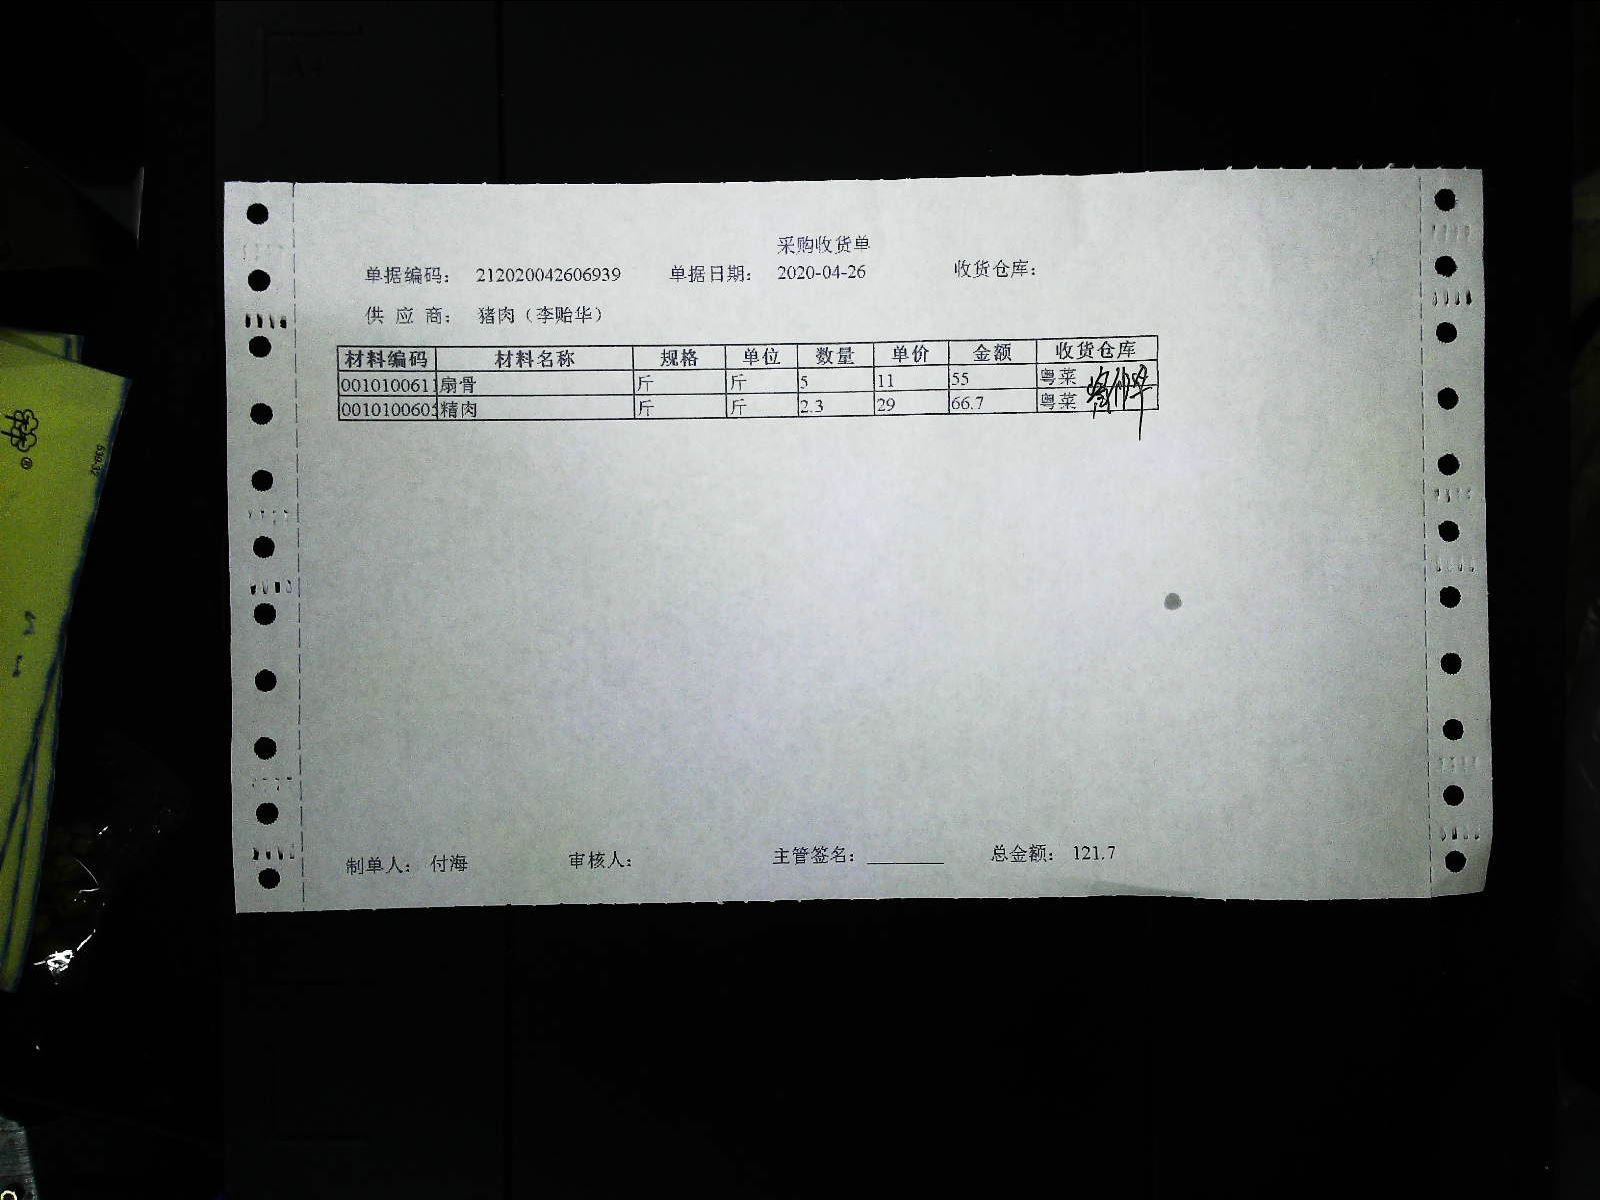 采购收货单
单据编码： 212020042606939 单据日期： 2020-04-26 收货仓库：
供 应 商： 猪肉（李贻华）
材料编码 材料名称 规格 单位 数量 单价 金额 收货仓库
0010100611 扇骨 斤 斤 5 11 55 粤菜
001010060 精肉 斤 斤 2.3 29 66.7 粤菜
制单人： 付海 审核人： 主管签名： 总金额： 121.7